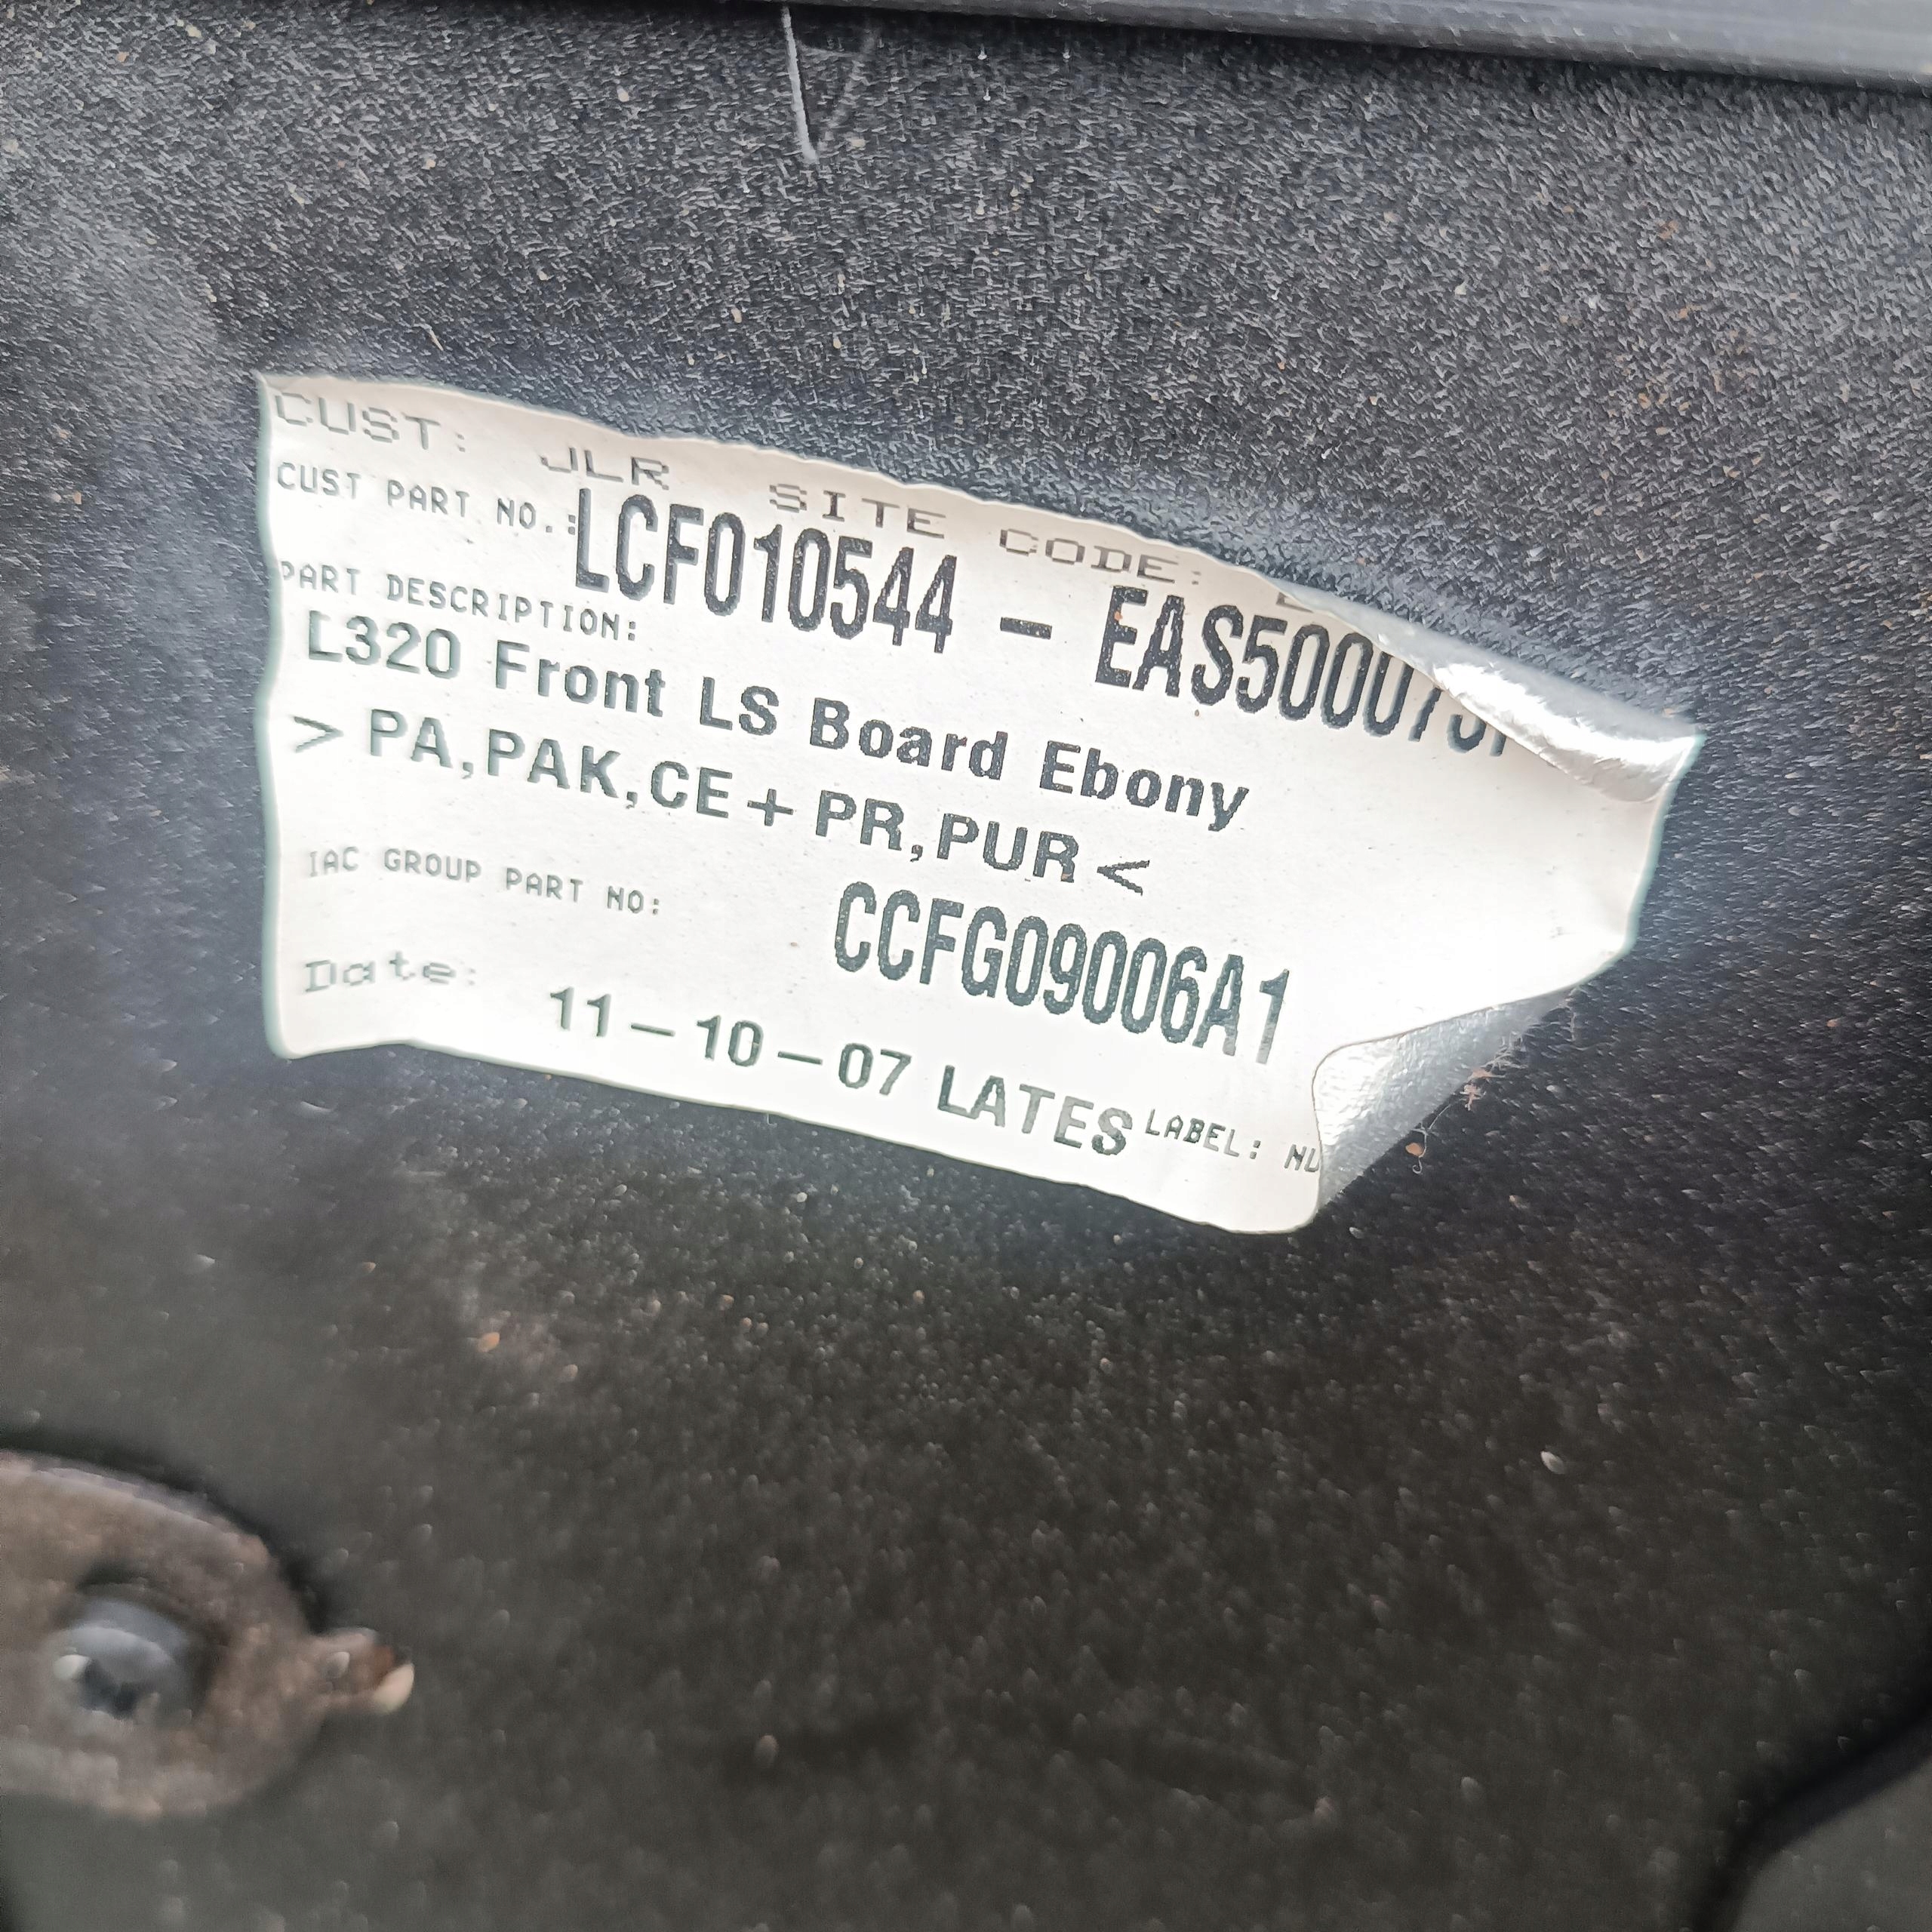 CUST: JLR SITE CODE:
CUST PART NO.: LCF010544 - 
PART DESCRIPTION:
L320 Front LS Board Ebony
> PA,PAK,CE+PR,PUR<
IAC GROUP PART NO: CCFG09006A1
Date: 11-10-07 LATES LABEL: